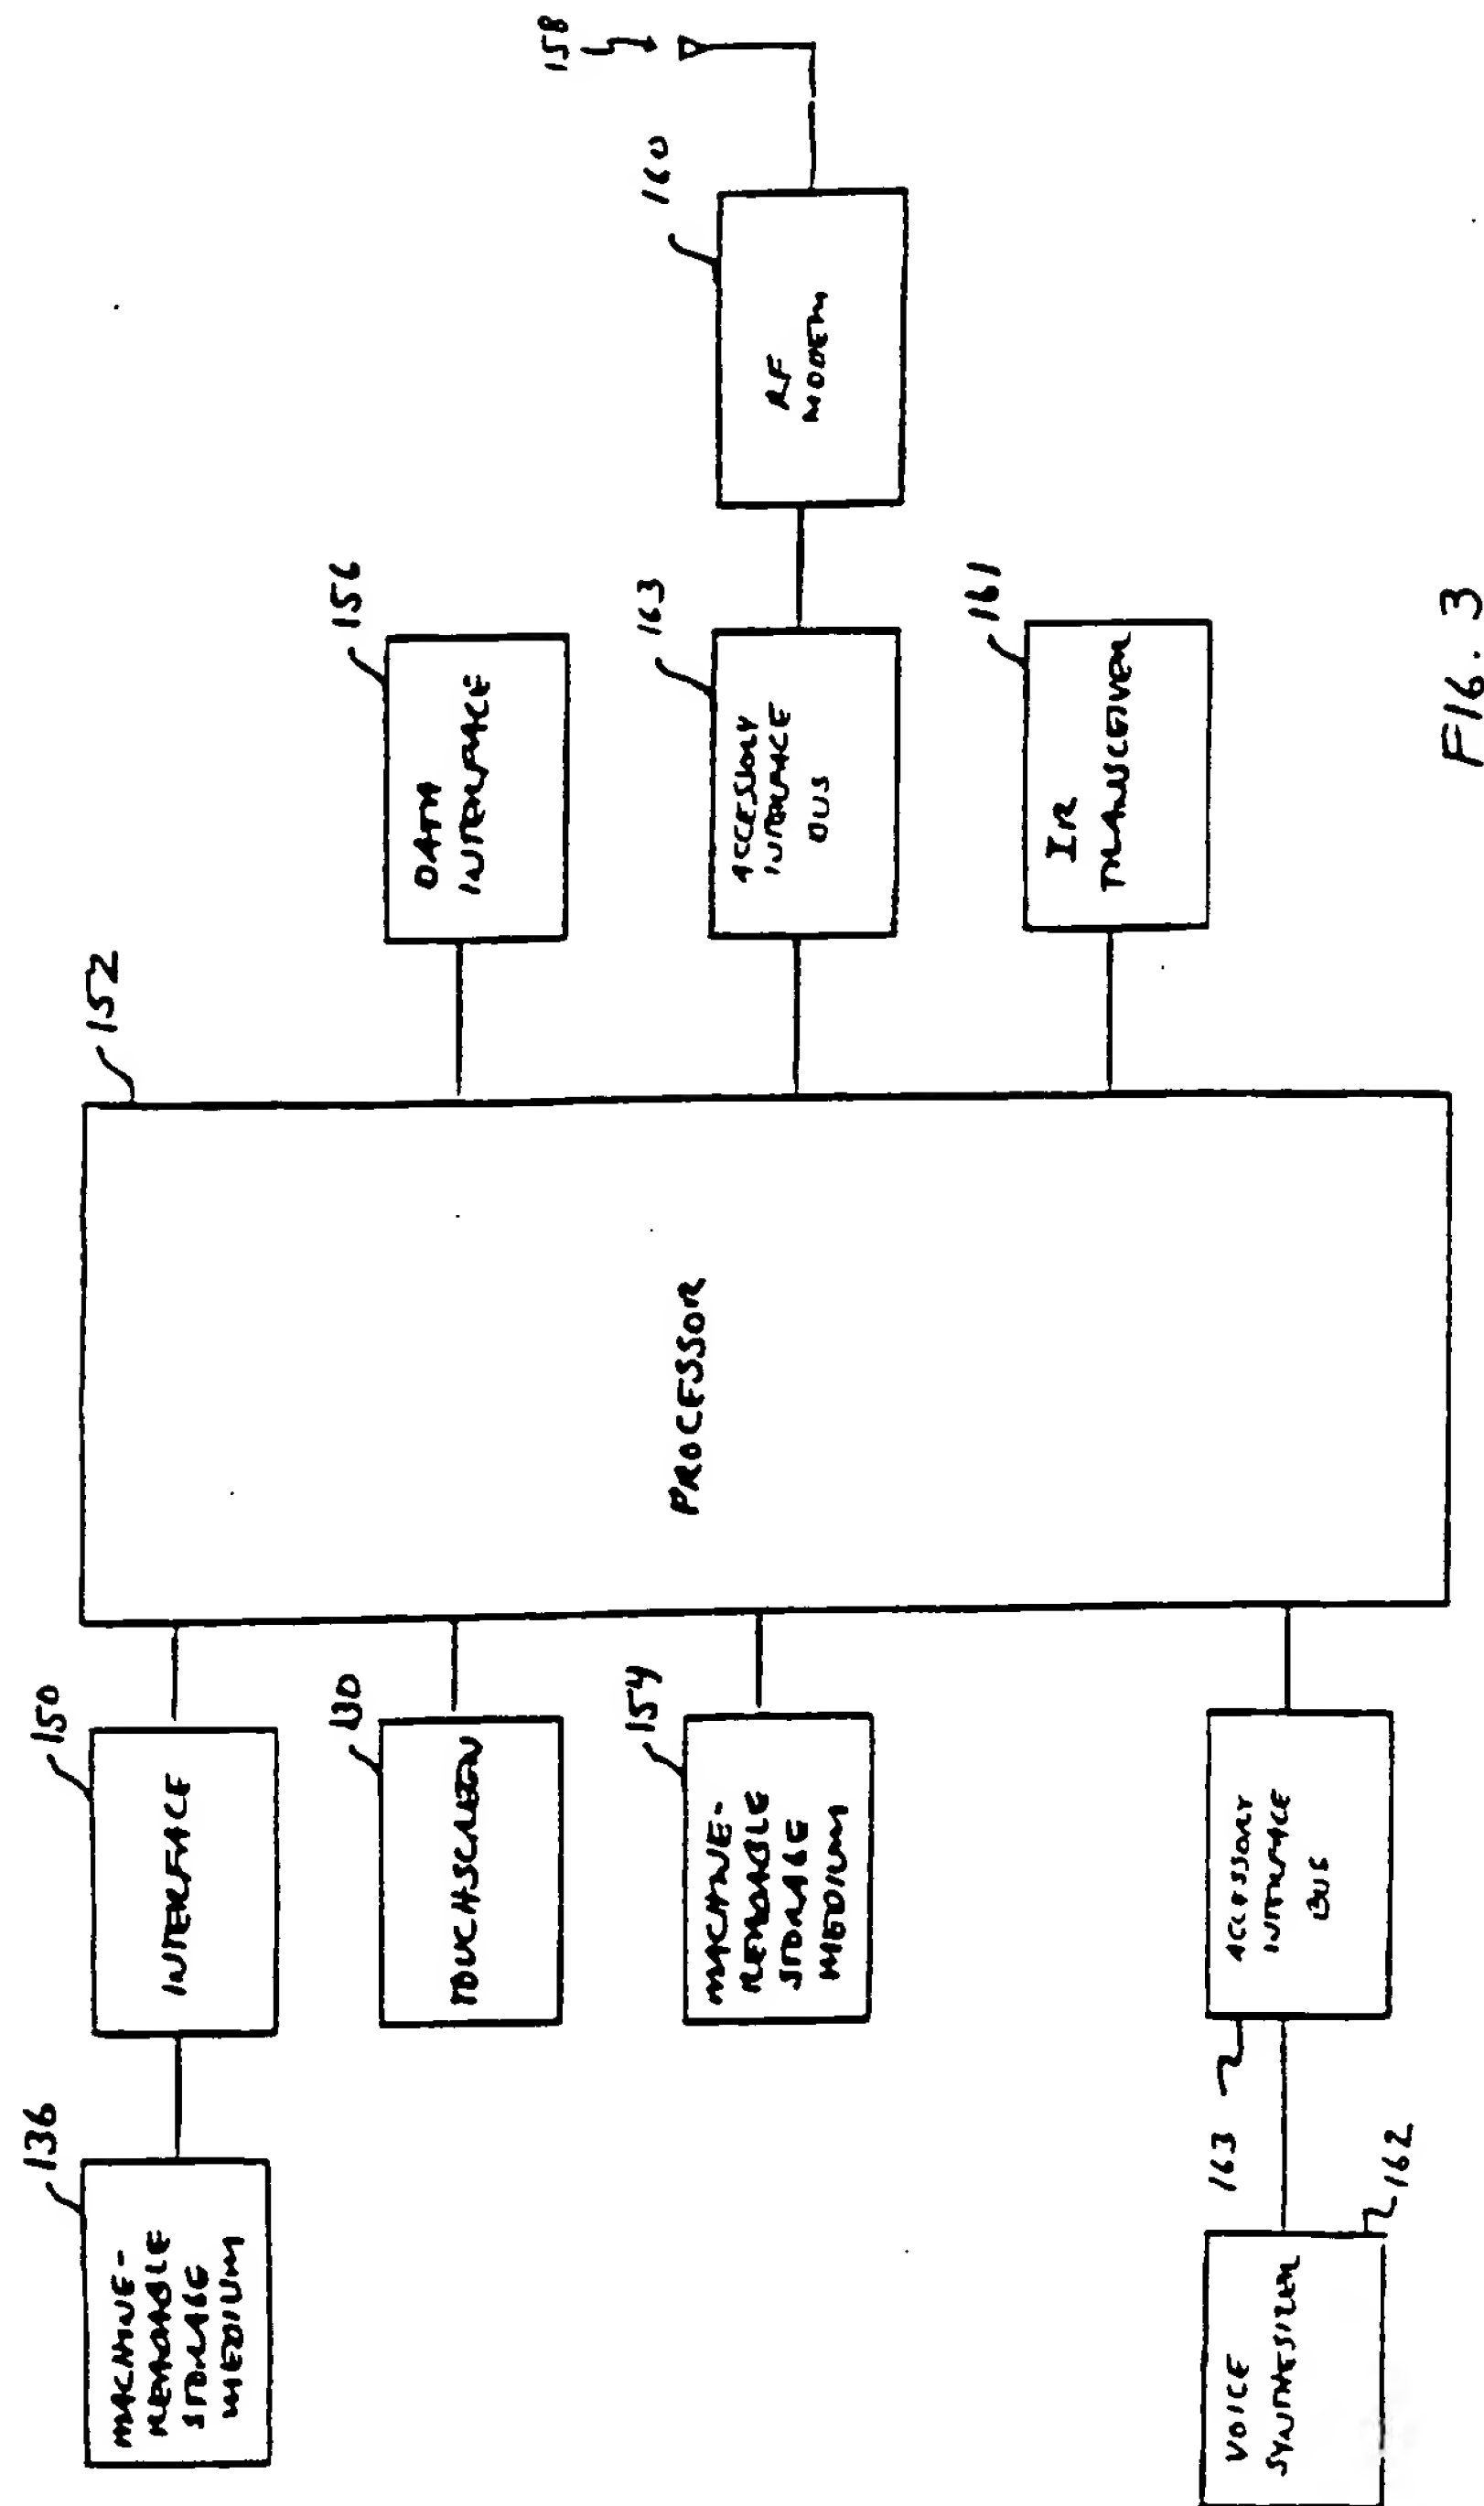 136
MACHINE-
READABLE
STORAGE
MEDIUM
150
INTERFACE
130
TOUCHSCREEN
154
MACHINE-
READABLE
STORAGE
MEDIUM
VOICE
SYNTHESIZER
162
163
ACCESSORY
INTERFACE
BUS
152
PROCESSOR
156
DATA
INTERFACE
163
ACCESSORY
INTERFACE
BUS
161
IR
TRANSCEIVER
160
RF
MODEM
158
FIG. 3